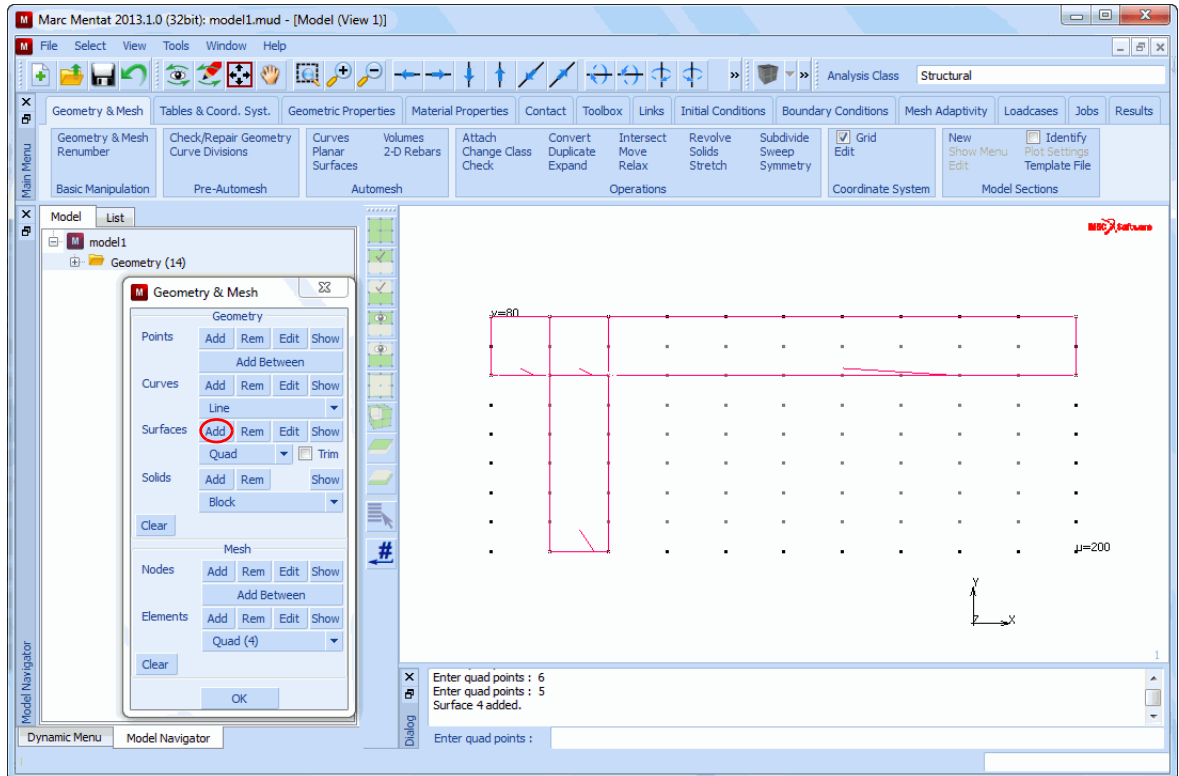 Marc Mentat 2013.1.0 (32bit): model1.mud - [Model (View 1)]
File Select View Tools Window Help
» » Analysis Class Structural
Geometry & Mesh Tables & Coord. Syst. Geometric Properties Material Properties Contact Toolbox Links Initial Conditions Boundary Conditions Mesh Adaptivity Loadcases Jobs Results
Main Menu
Geometry & Mesh Check/Repair Geometry Curves Volumes Attach Convert Intersect Revolve Subdivide Grid New Identify
Renumber Curve Divisions Planar 2-D Rebars Change Class Duplicate Move Solids Sweep Edit Show Menu Plot Settings
Surfaces Check Expand Relax Stretch Symmetry Edit Template File
Basic Manipulation Pre-Automesh Automesh Operations Coordinate System Model Sections
Model List
model1
Geometry (14)
Geometry & Mesh
Geometry
Points Add Rem Edit Show
Add Between
Curves Add Rem Edit Show
Line
Surfaces Add Rem Edit Show
Quad Trim
Solids Add Rem Show
Block
Clear
Mesh
Nodes Add Rem Edit Show
Add Between
Elements Add Rem Edit Show
Quad (4)
Clear
OK
Model Navigator
Dynamic Menu Model Navigator
MSC Software
v=80
u=200
Y
Z X
1
Dialog
Enter quad points : 6
Enter quad points : 5
Surface 4 added.
Enter quad points :